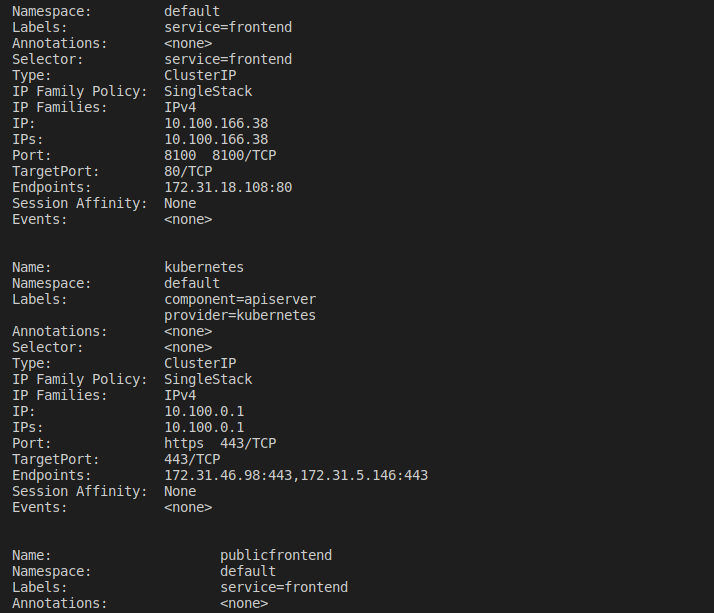 Namespace:         default
Labels:            service=frontend
Annotations:       <none>
Selector:          service=frontend
Type:              ClusterIP
IP Family Policy:  SingleStack
IP Families:       IPv4
IP:                10.100.166.38
IPs:               10.100.166.38
Port:              8100  8100/TCP
TargetPort:        80/TCP
Endpoints:         172.31.18.108:80
Session Affinity:  None
Events:            <none>
Name:              kubernetes
Namespace:         default
Labels:            component=apiserver
                   provider=kubernetes
Annotations:       <none>
Selector:          <none>
Type:              ClusterIP
IP Family Policy:  SingleStack
IP Families:       IPv4
IP:                10.100.0.1
IPs:               10.100.0.1
Port:              https  443/TCP
TargetPort:        443/TCP
Endpoints:         172.31.46.98:443,172.31.5.146:443
Session Affinity:  None
Events:            <none>
Name:                     publicfrontend
Namespace:                default
Labels:                   service=frontend
Annotations:              <none>